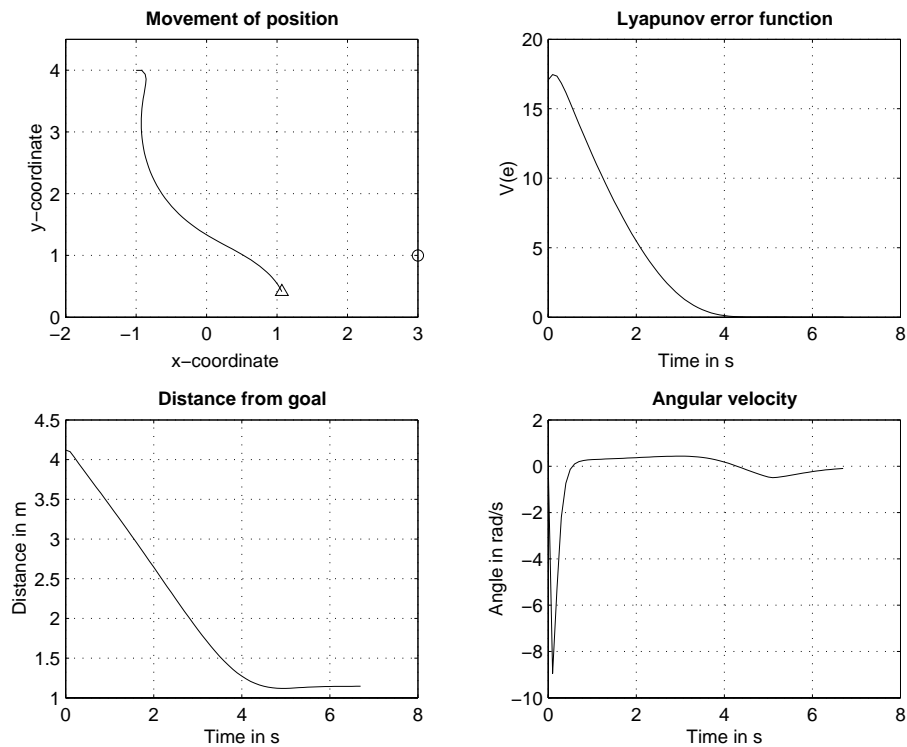 Movement of position
4
3
2
1
0
−2 −1 0 1 2 3
y−coordinate
x−coordinate
Lyapunov error function
20
15
10
5
0
0 2 4 6 8
V(e)
Time in s
Distance from goal
4.5
4
3.5
3
2.5
2
1.5
1
0 2 4 6 8
Distance in m
Time in s
Angular velocity
2
0
−2
−4
−6
−8
−10
0 2 4 6 8
Angle in rad/s
Time in s